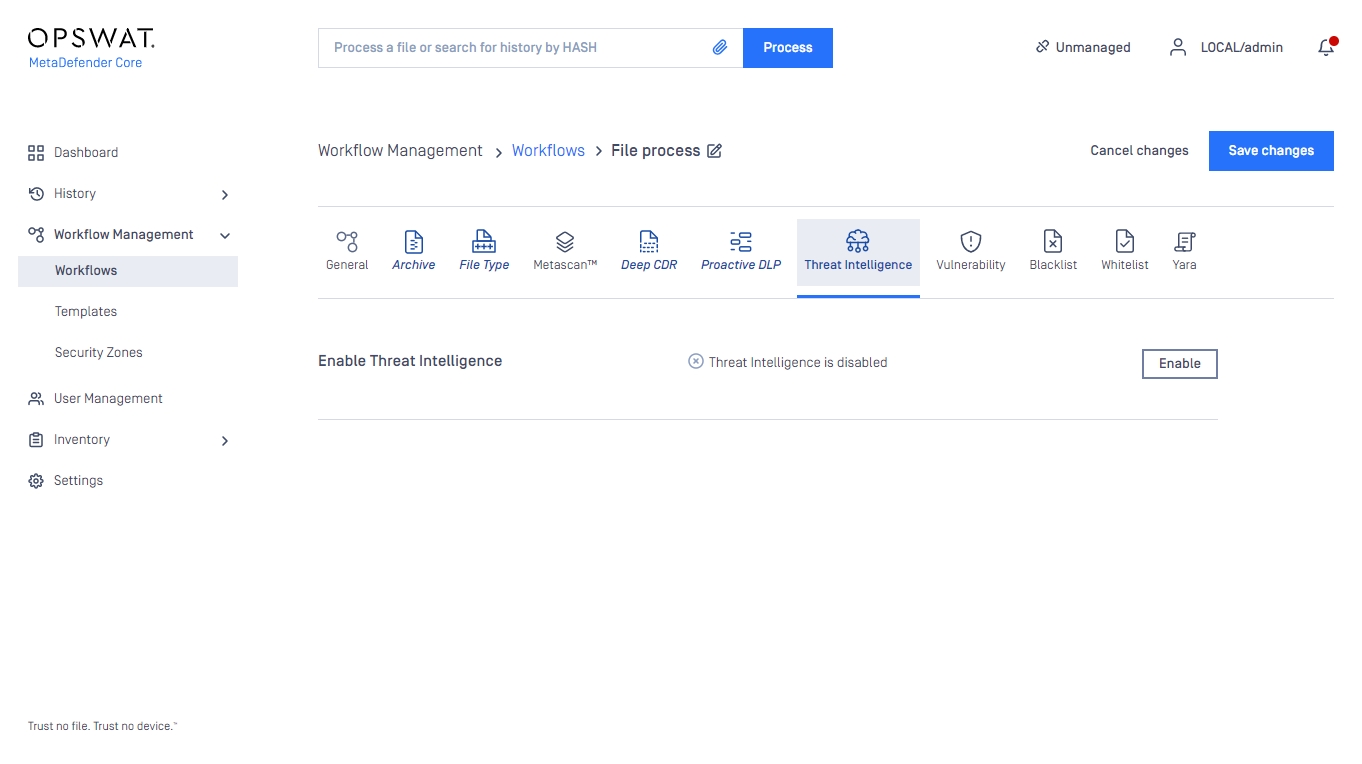 OPSWAT.
MetaDefender Core
Process a file or search for history by HASH
Process
Unmanaged
LOCAL/admin
Dashboard
History
Workflow Management
Workflows
Templates
Security Zones
User Management
Inventory
Settings
Workflow Management > Workflows > File process
Cancel changes
Save changes
General
Archive
File Type
Metascan™
Deep CDR
Proactive DLP
Threat Intelligence
Vulnerability
Blacklist
Whitelist
Yara
Enable Threat Intelligence
Threat Intelligence is disabled
Enable
Trust no file. Trust no device.™